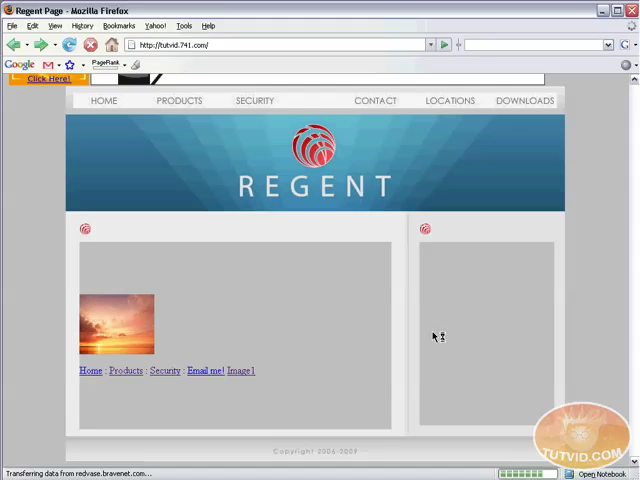 Regent Page - Mozilla Firefox
File Edit View History Bookmarks Yahoo! Tools Help
http://tutvid.741.com/
Google PageRank
Click Here!
HOME PRODUCTS SECURITY CONTACT LOCATIONS DOWNLOADS
REGENT
Home : Products : Security : Email me! Image1
Copyright 2006-2009
TUTVID.COM
Transferring data from redvase.bravenet.com... Open Notebook